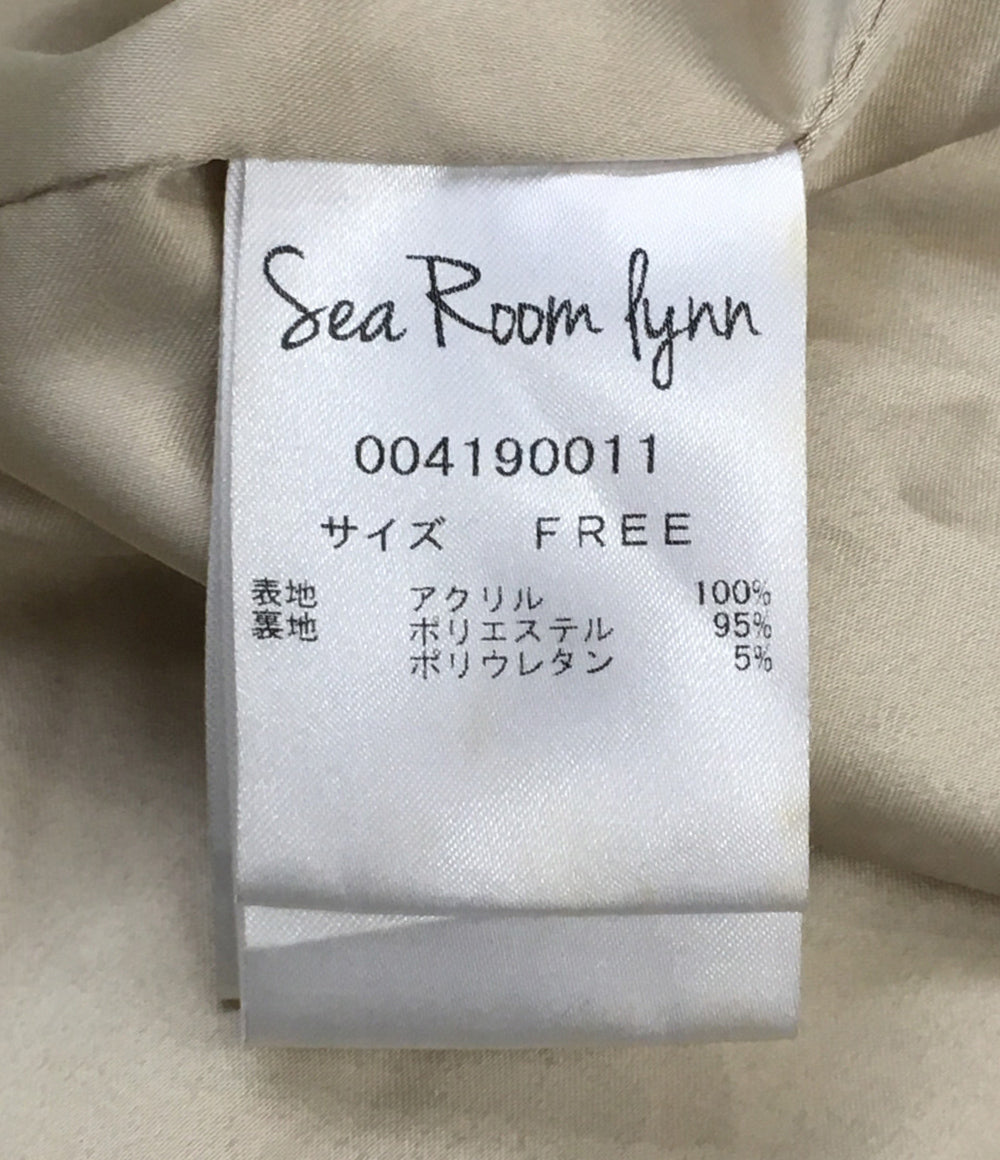 Sea Room lynn
004190011
サイズ FREE
表地 アクリル 100%
裏地 ポリエステル 95%
ポリウレタン 5%